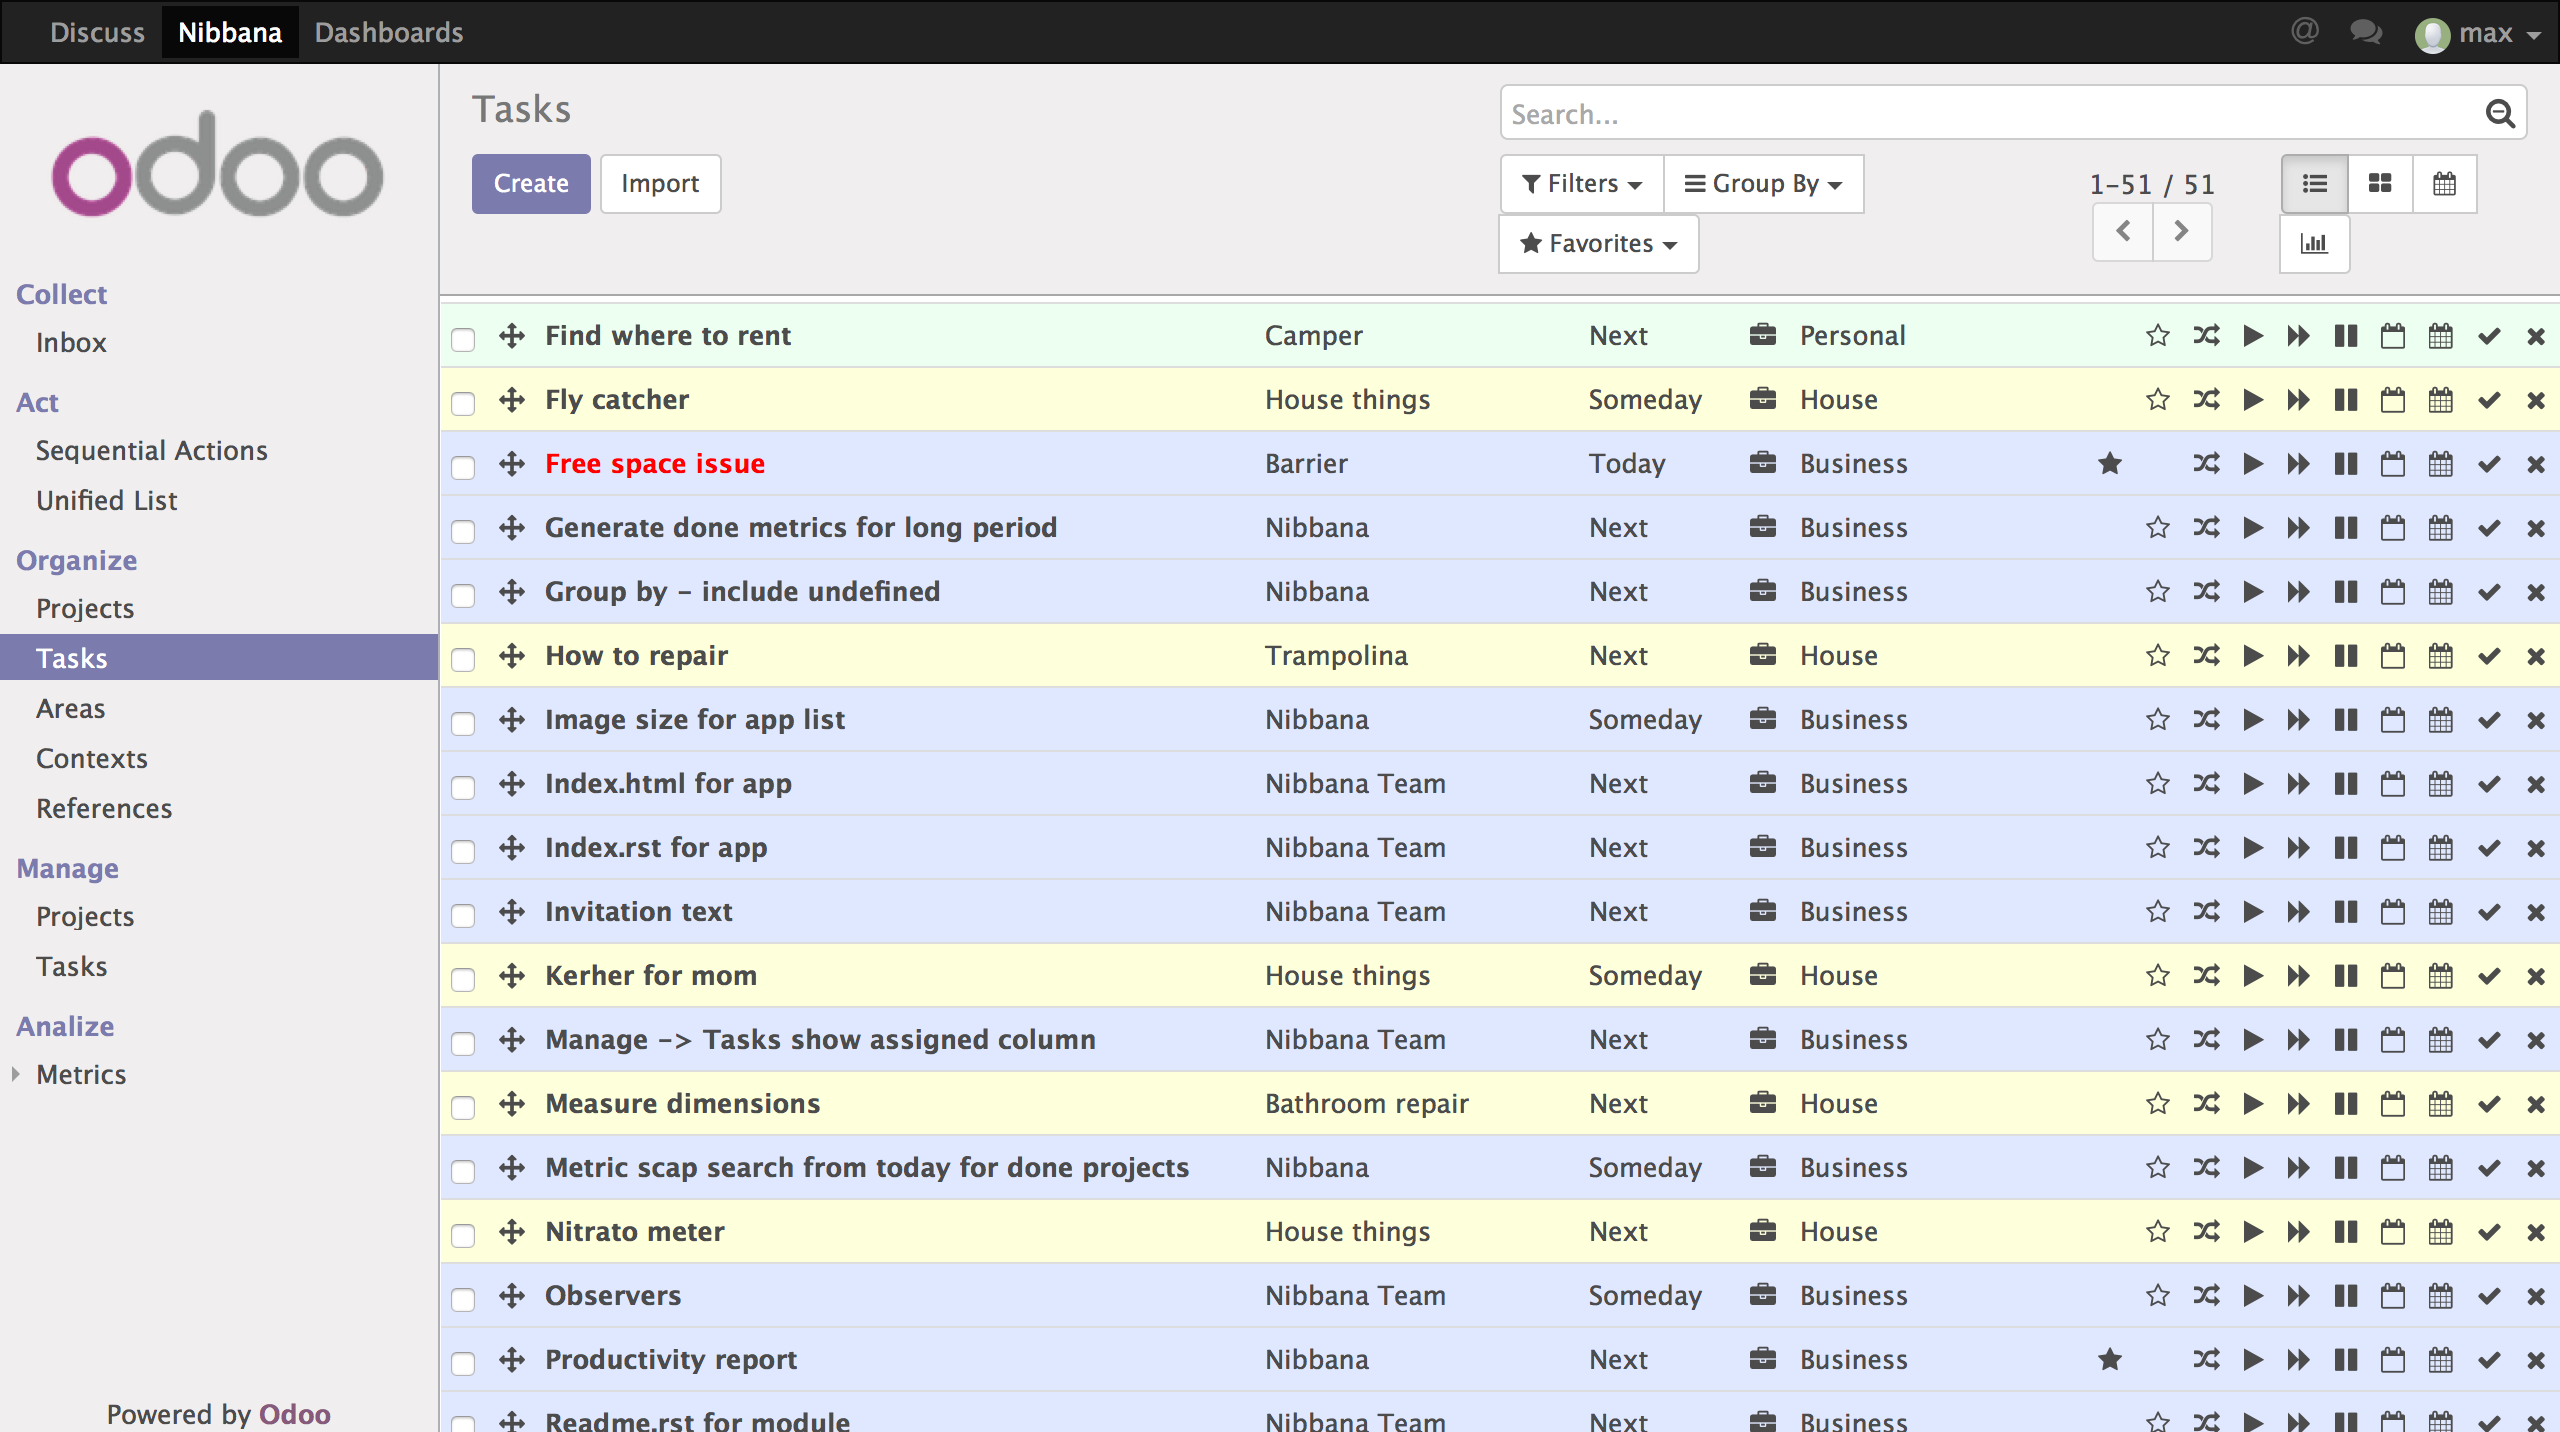 Discuss Nibbana Dashboards @ max
odoo
Collect
Inbox
Act
Sequential Actions
Unified List
Organize
Projects
Tasks
Areas
Contexts
References
Manage
Projects
Tasks
Analize
Metrics
Powered by Odoo
Tasks
Search...
Create Import
Filters Group By
Favorites
1-51 / 51
Find where to rent Camper Next Personal
Fly catcher House things Someday House
Free space issue Barrier Today Business
Generate done metrics for long period Nibbana Next Business
Group by - include undefined Nibbana Next Business
How to repair Trampolina Next House
Image size for app list Nibbana Someday Business
Index.html for app Nibbana Team Next Business
Index.rst for app Nibbana Team Next Business
Invitation text Nibbana Team Next Business
Kerher for mom House things Someday House
Manage -> Tasks show assigned column Nibbana Team Next Business
Measure dimensions Bathroom repair Next House
Metric scap search from today for done projects Nibbana Someday Business
Nitrato meter House things Next House
Observers Nibbana Team Someday Business
Productivity report Nibbana Next Business
Readme.rst for module Nibbana Team Next Business